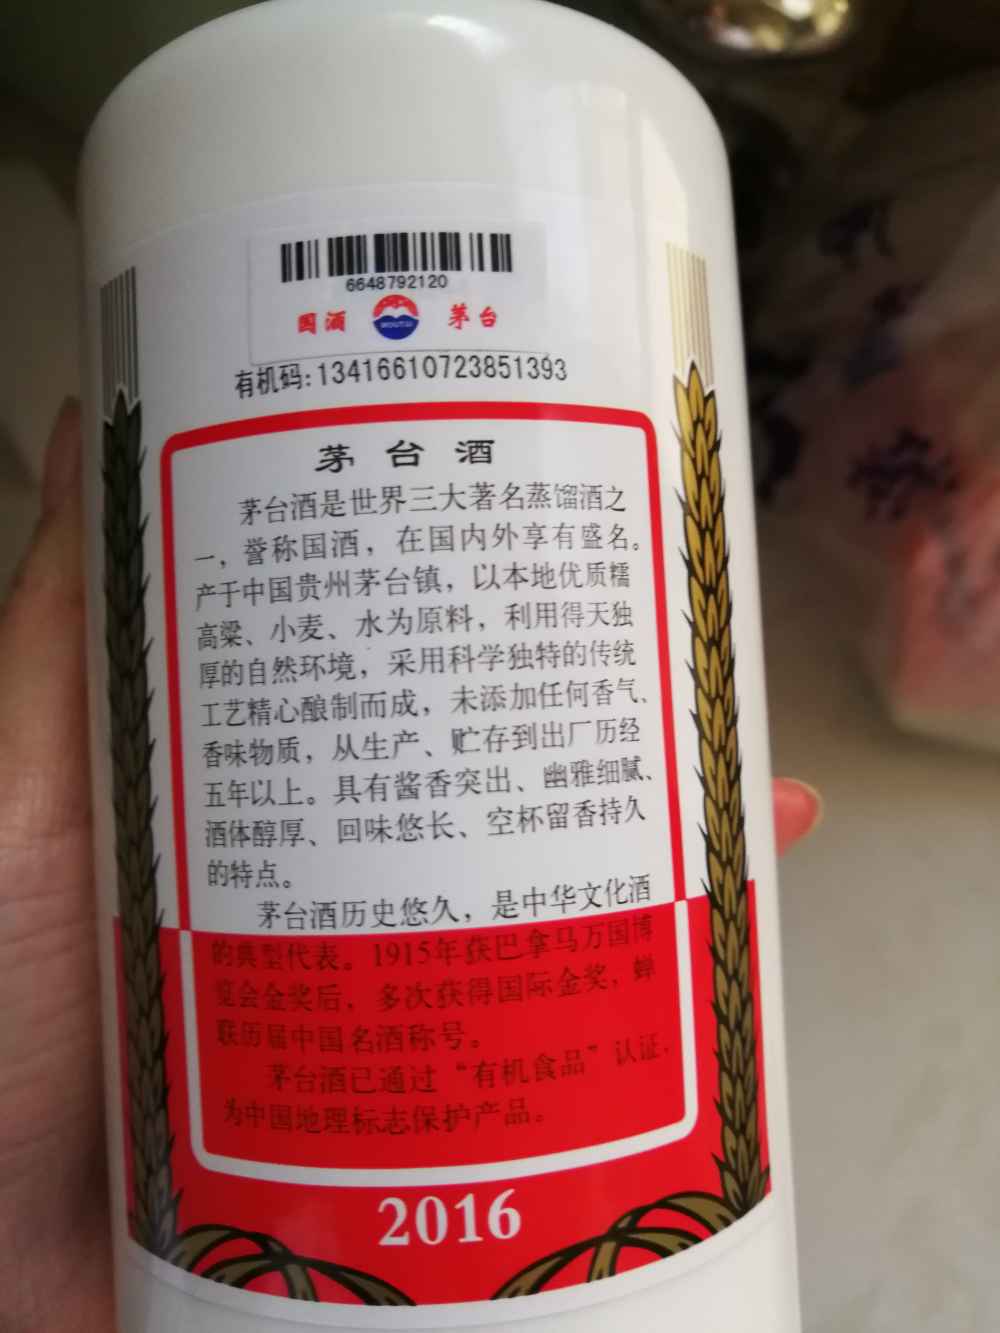 6648792120
国酒 MOUTAI 茅台
有机码:13416610723851393
茅台酒
茅台酒是世界三大著名蒸馏酒之
一，誉称国酒，在国内外享有盛名。
产于中国贵州茅台镇，以本地优质糯
高粱、小麦、水为原料，利用得天独
厚的自然环境，采用科学独特的传统
工艺精心酿制而成，未添加任何香气、
香味物质，从生产、贮存到出厂历经
五年以上。具有酱香突出、幽雅细腻、
酒体醇厚、回味悠长、空杯留香持久
的特点。
茅台酒历史悠久，是中华文化酒
的典型代表。1915年获巴拿马万国博
览会金奖后，多次获得国际金奖，蝉
联历届中国名酒称号。
茅台酒已通过“有机食品”认证，
为中国地理标志保护产品。
2016